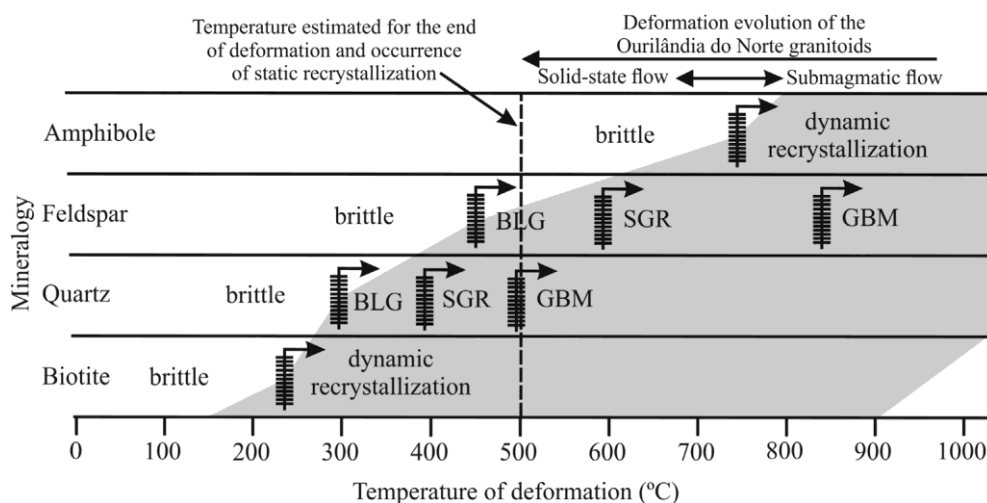 Temperature estimated for the end
of deformation and occurrence
of static recrystallization
Deformation evolution of the
Ourilândia do Norte granitoids
Solid-state flow
Submagmatic flow
Mineralogy
Amphibole
brittle
dynamic
recrystallization
Feldspar
brittle
BLG
SGR
GBM
Quartz
brittle
BLG
SGR
GBM
Biotite
brittle
dynamic
recrystallization
0 100 200 300 400 500 600 700 800 900 1000
Temperature of deformation (ºC)